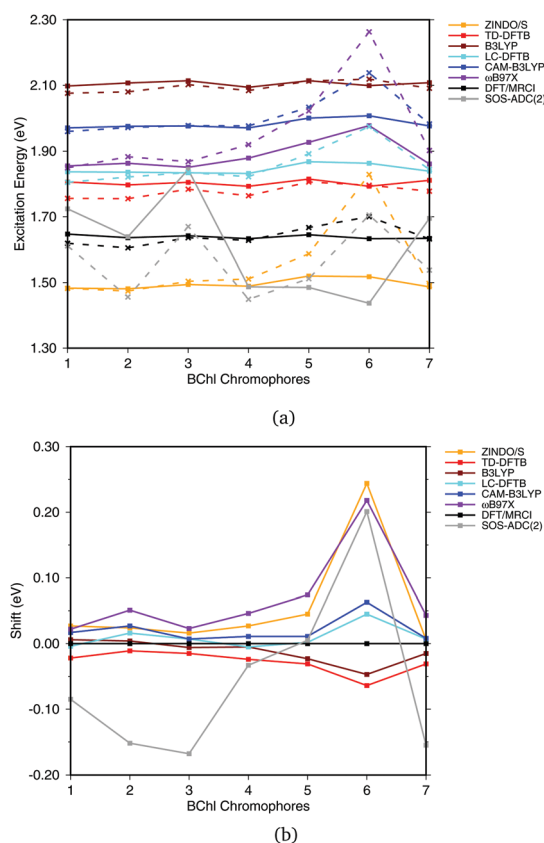 2.30
2.10
1.90
1.70
1.50
1.30
Excitation Energy (eV)
1 2 3 4 5 6 7
BChl Chromophores
ZINDO/S
TD-DFTB
B3LYP
LC-DFTB
CAM-B3LYP
ωB97X
DFT/MRCI
SOS-ADC(2)
(a)
0.30
0.20
0.10
0.00
-0.10
-0.20
Shift (eV)
1 2 3 4 5 6 7
BChl Chromophores
ZINDO/S
TD-DFTB
B3LYP
LC-DFTB
CAM-B3LYP
ωB97X
DFT/MRCI
SOS-ADC(2)
(b)